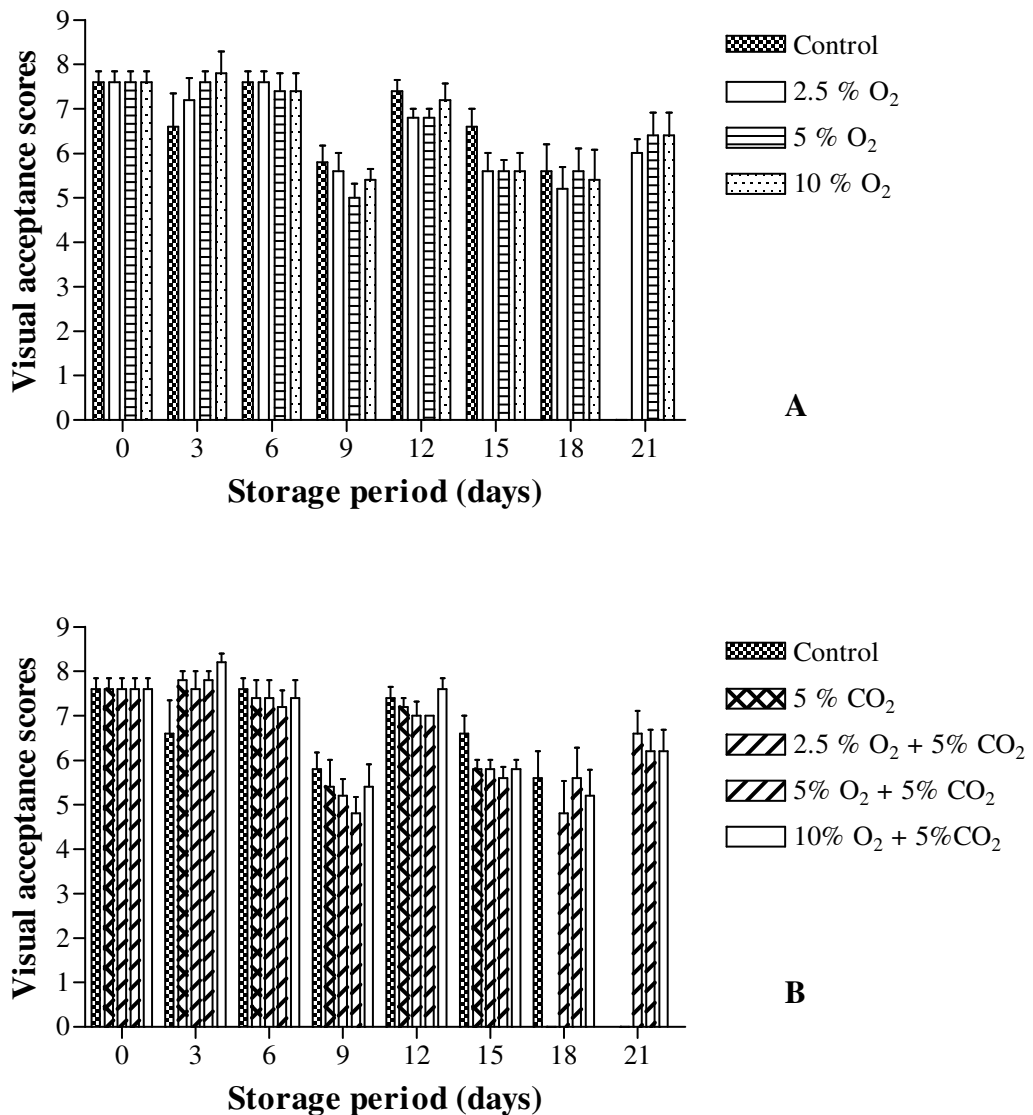 Visual acceptance scores
9
8
7
6
5
4
3
2
1
0
0 3 6 9 12 15 18 21
Storage period (days)
Control
2.5 % O₂
5 % O₂
10 % O₂
A
Visual acceptance scores
9
8
7
6
5
4
3
2
1
0
0 3 6 9 12 15 18 21
Storage period (days)
Control
5 % CO₂
2.5 % O₂ + 5% CO₂
5% O₂ + 5% CO₂
10% O₂ + 5%CO₂
B